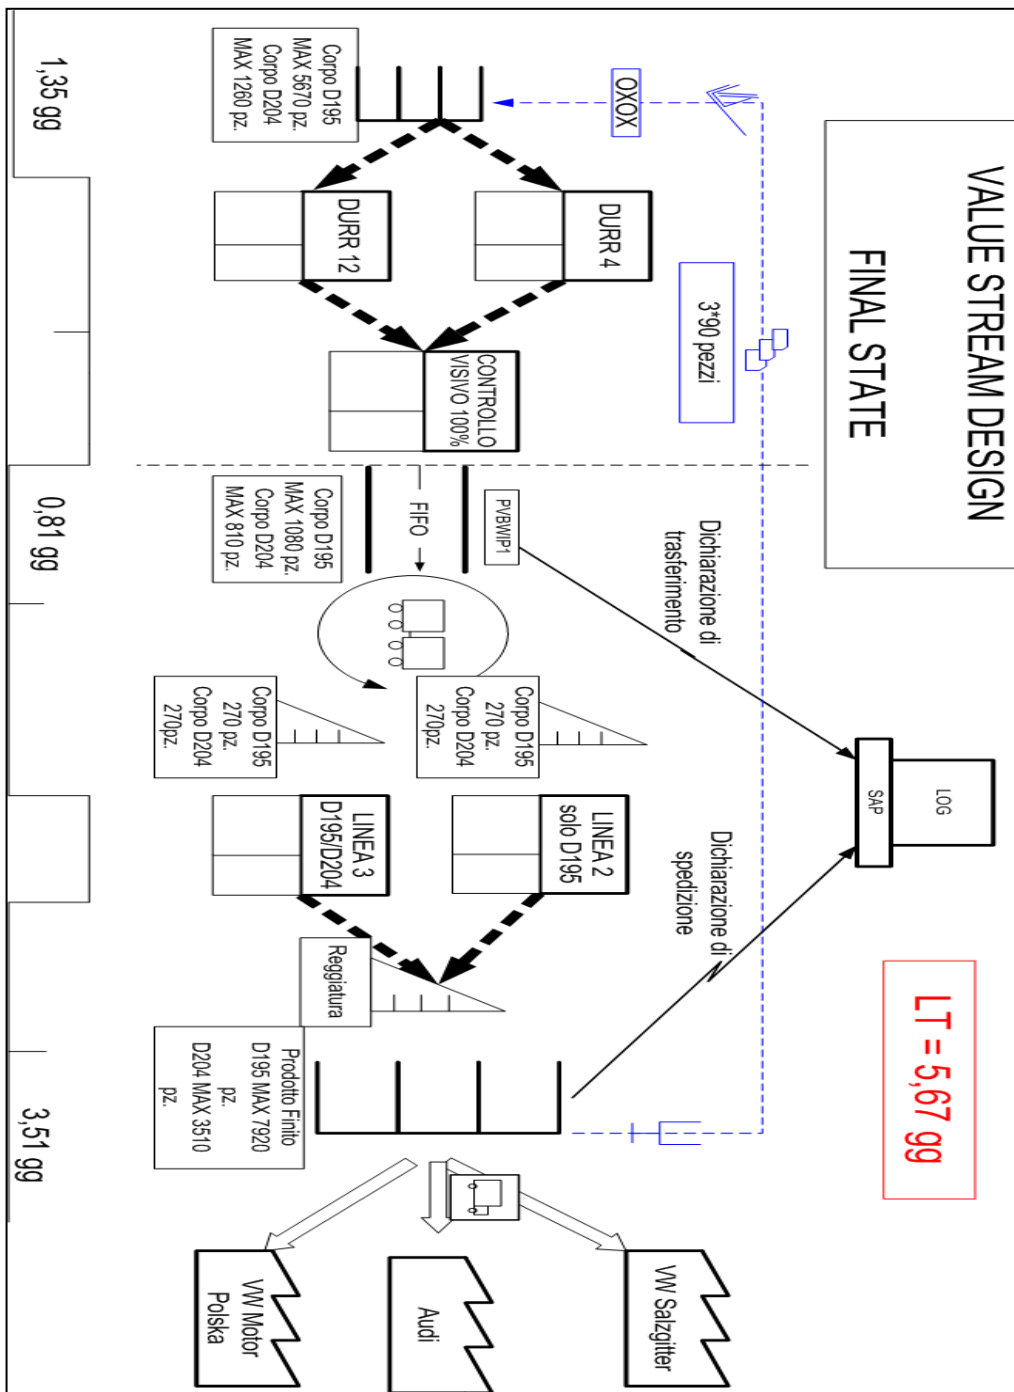 VALUE STREAM DESIGN
FINAL STATE
LOG
SAP
LT = 5,67 gg
Dichiarazione di
trasferimento
Dichiarazione di
spedizione
3*90 pezzi
OXOX
PVBWIP1
Corpo D195
MAX 5670 pz.
Corpo D204
MAX 1260 pz.
DURR 4
DURR 12
CONTROLLO
VISIVO 100%
FIFO
Corpo D195
MAX 1080 pz.
Corpo D204
MAX 810 pz.
Corpo D195
270 pz.
Corpo D204
270pz.
Corpo D195
270 pz.
Corpo D204
270pz.
LINEA 2
solo D195
LINEA 3
D195/D204
Reggiatura
Prodotto Finito
D195 MAX 7920
pz.
D204 MAX 3510
pz.
VW Salzgitter
Audi
VW Motor
Polska
1,35 gg
0,81 gg
3,51 gg